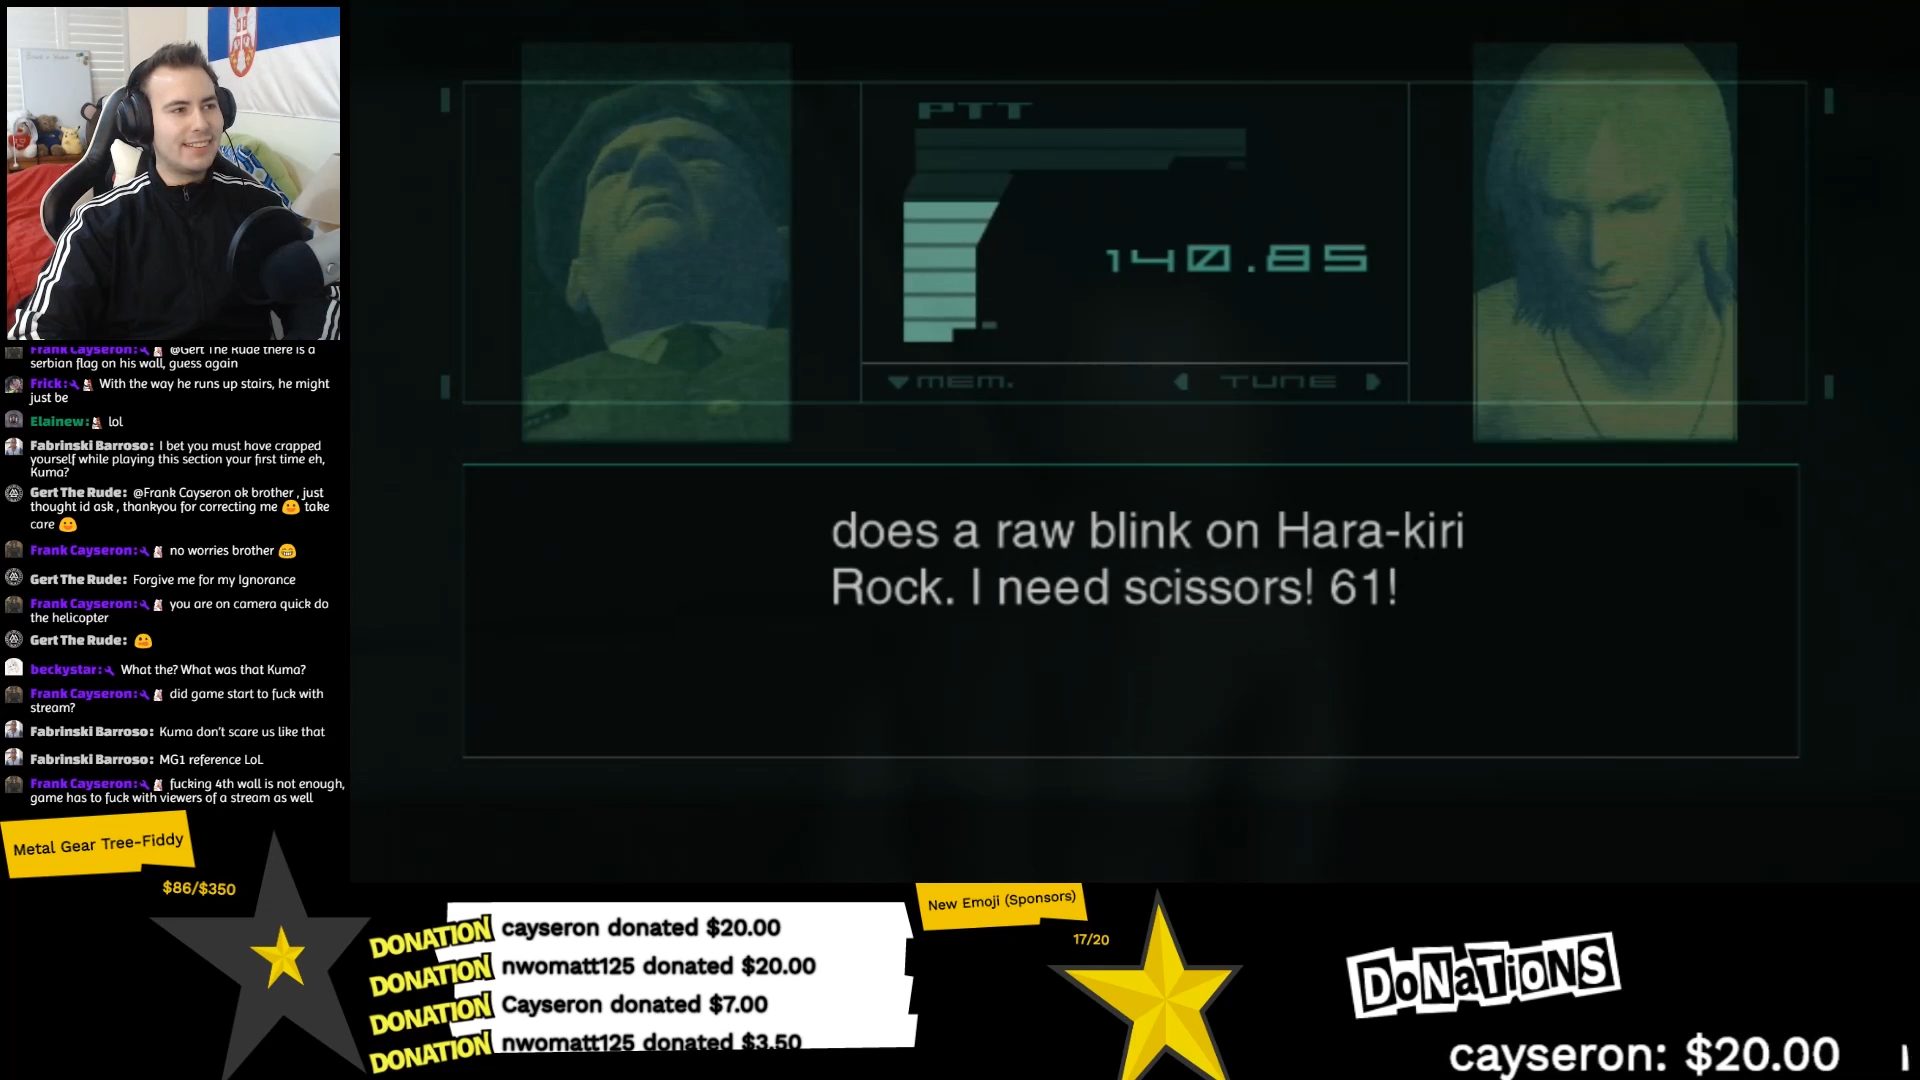 Frank Cayseron: @Gert The Rude there is a
serbian flag on his wall, guess again
Frick: With the way he runs up stairs, he might
just be
Elainew: lol
Fabrinski Barroso: I bet you must have crapped
yourself while playing this section your first time eh,
Kuma?
Gert The Rude: @Frank Cayseron ok brother , just
thought id ask , thankyou for correcting me 😃 take
care 😃
Frank Cayseron: no worries brother 😁
Gert The Rude: Forgive me for my Ignorance
Frank Cayseron: you are on camera quick do
the helicopter
Gert The Rude:
beckystar: What the? What was that Kuma?
Frank Cayseron: did game start to fuck with
stream?
Fabrinski Barroso: Kuma don't scare us like that
Fabrinski Barroso: MG1 reference LoL
Frank Cayseron: fucking 4th wall is not enough,
game has to fuck with viewers of a stream as well
PTT
140.85
MEM.
TUNE
does a raw blink on Hara-kiri
Rock. I need scissors! 61!
Metal Gear Tree-Fiddy
$86/$350
DONATION cayseron donated $20.00
DONATION nwomatt125 donated $20.00
DONATION Cayseron donated $7.00
DONATION nwomatt125 donated $3.50
New Emoji (Sponsors)
17/20
DONATIONS
cayseron: $20.00